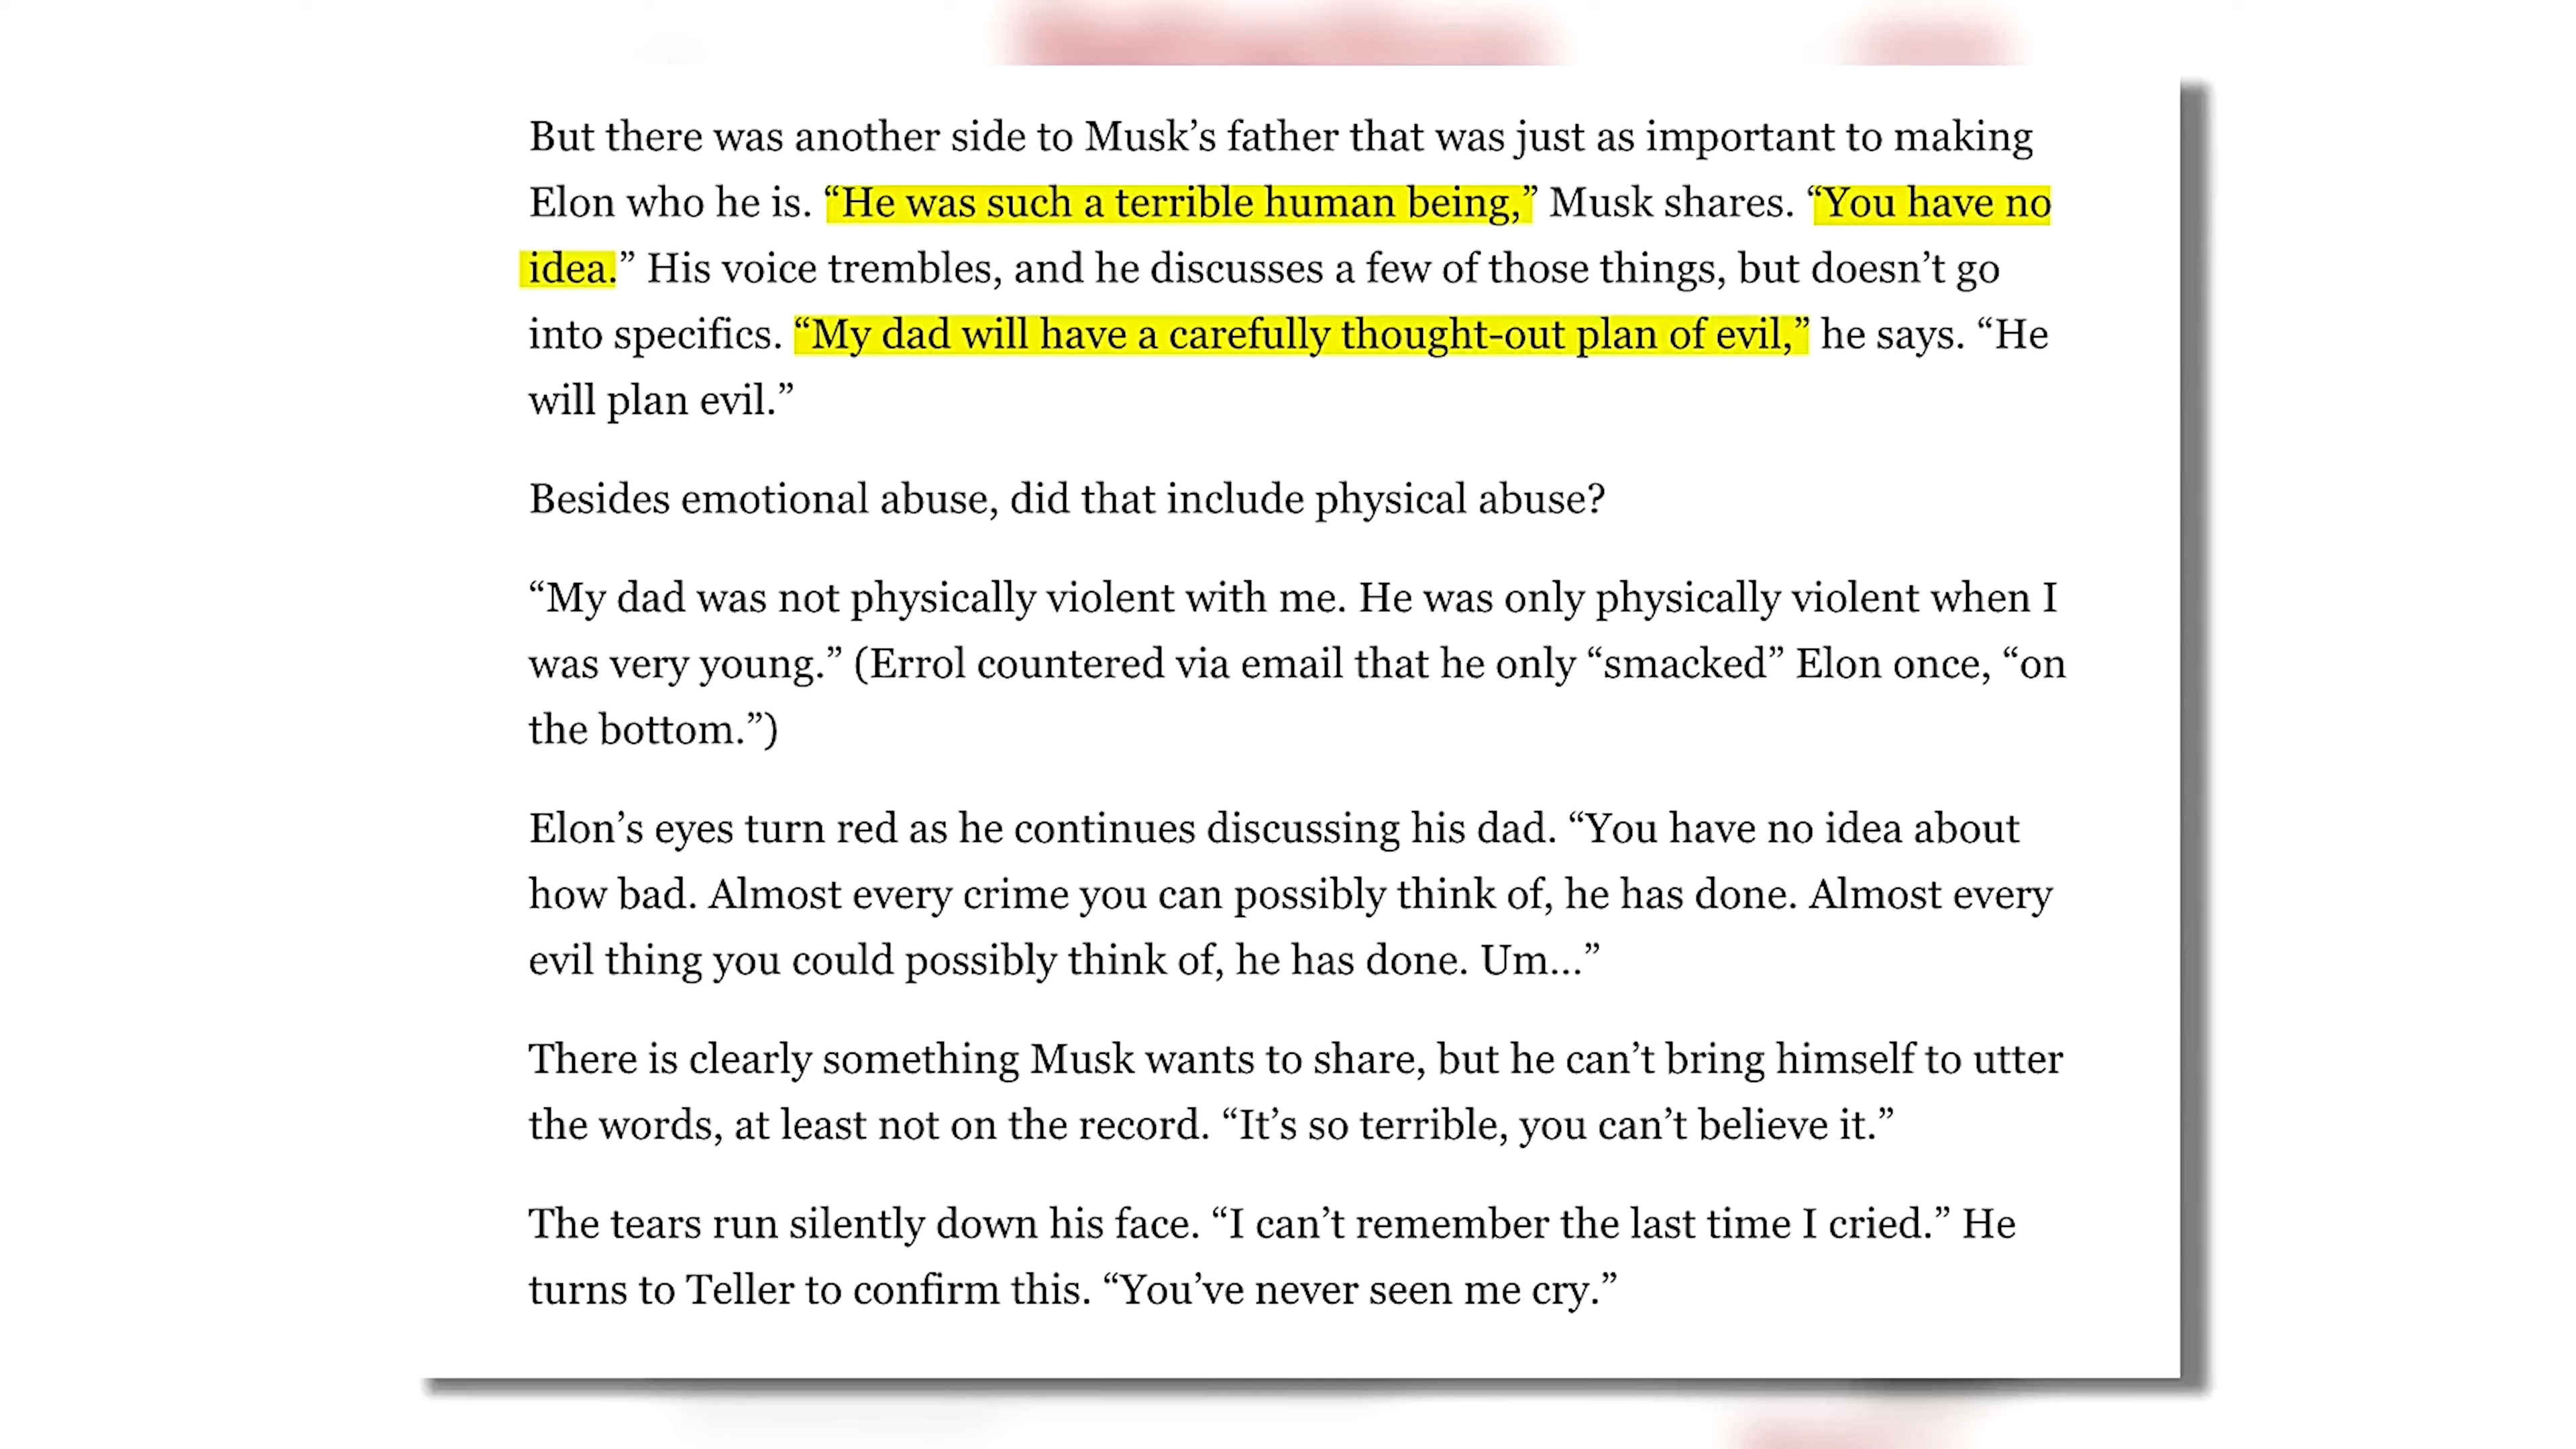 But there was another side to Musk’s father that was just as important to making
Elon who he is. “He was such a terrible human being,” Musk shares. “You have no
idea.” His voice trembles, and he discusses a few of those things, but doesn’t go
into specifics. “My dad will have a carefully thought-out plan of evil,” he says. “He
will plan evil.”
Besides emotional abuse, did that include physical abuse?
“My dad was not physically violent with me. He was only physically violent when I
was very young.” (Errol countered via email that he only “smacked” Elon once, “on
the bottom.”)
Elon’s eyes turn red as he continues discussing his dad. “You have no idea about
how bad. Almost every crime you can possibly think of, he has done. Almost every
evil thing you could possibly think of, he has done. Um...”
There is clearly something Musk wants to share, but he can’t bring himself to utter
the words, at least not on the record. “It’s so terrible, you can’t believe it.”
The tears run silently down his face. “I can’t remember the last time I cried.” He
turns to Teller to confirm this. “You’ve never seen me cry.”